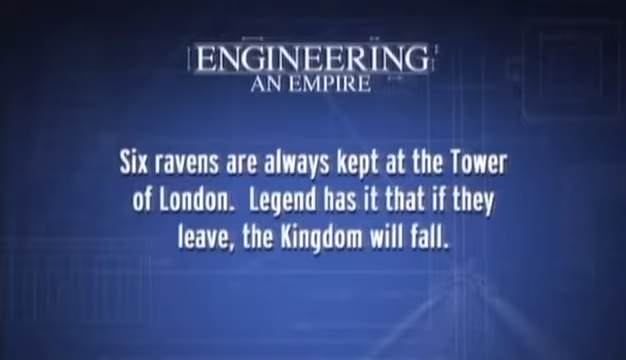 ENGINEERING
AN EMPIRE
Six ravens are always kept at the Tower
of London.  Legend has it that if they
leave, the Kingdom will fall.